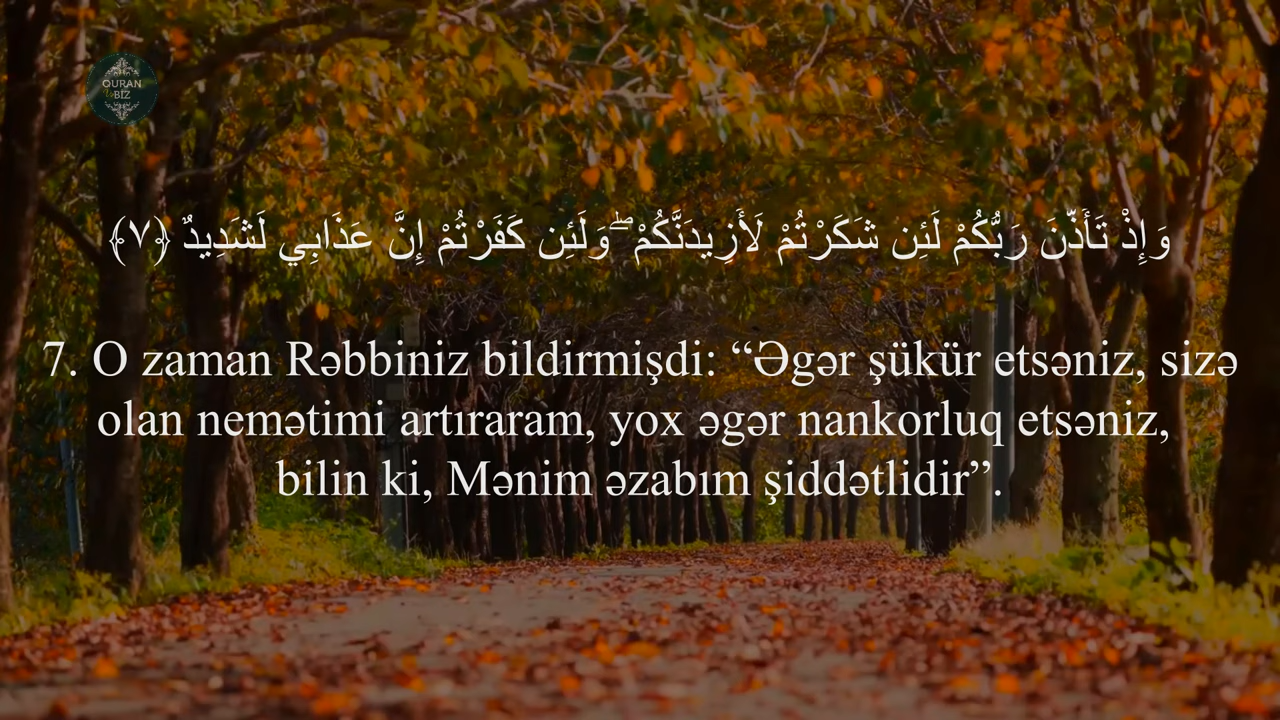 QURAN
BİZ
وَإِذْ تَأَذَّنَ رَبُّكُمْ لَئِن شَكَرْتُمْ لَأَزِيدَنَّكُمْ ۖ وَلَئِن كَفَرْتُمْ إِنَّ عَذَابِي لَشَدِيدٌ ﴿٧﴾
7. O zaman Rəbbiniz bildirmişdi: “Əgər şükür etsəniz, sizə
olan nemətimi artıraram, yox əgər nankorluq etsəniz,
bilin ki, Mənim əzabım şiddətlidir”.